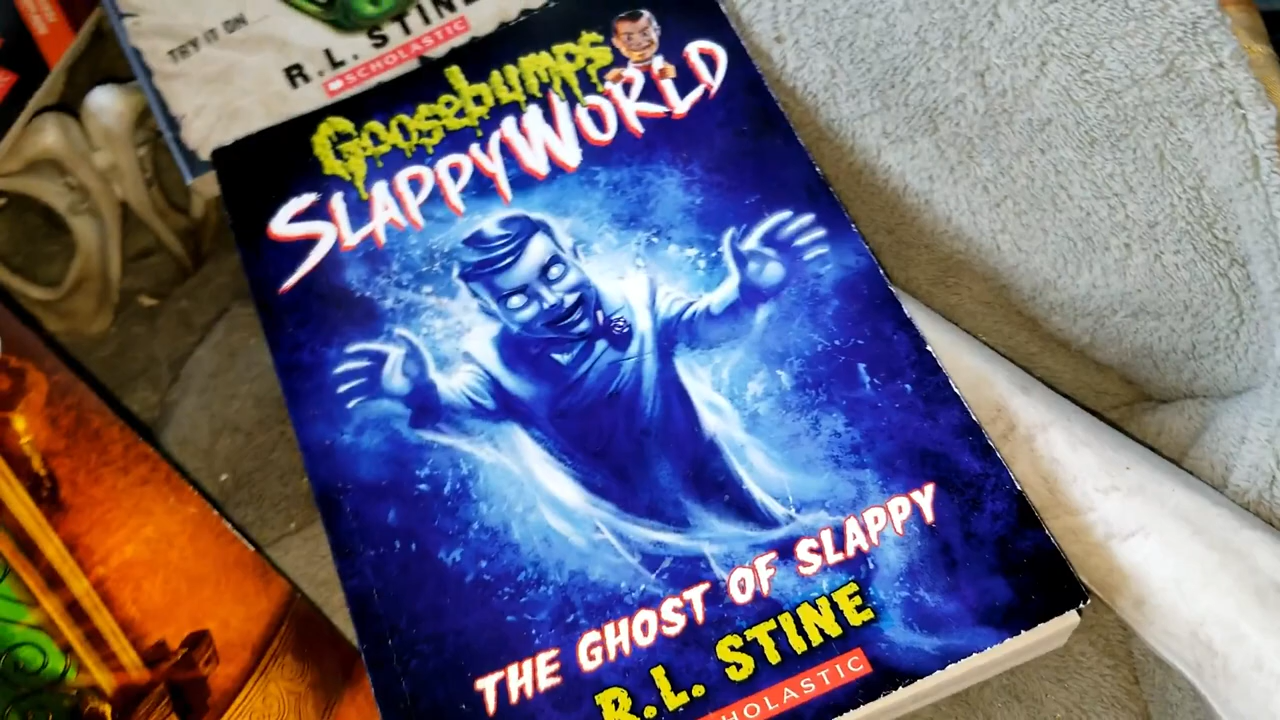 TRY IT ON
R.L. STINE
SCHOLASTIC
Goosebumps
SLAPPYWORLD
THE GHOST OF SLAPPY
R.L. STINE
SCHOLASTIC